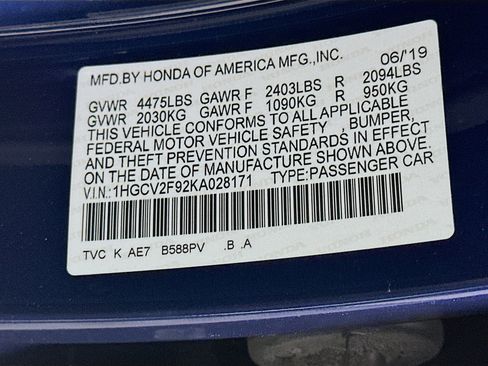 MFD.BY HONDA OF AMERICA MFG.,INC. 06/19
GVWR 4475LBS GAWR F 2403LBS R 2094LBS
GVWR 2030KG GAWR F 1090KG R 950KG
THIS VEHICLE CONFORMS TO ALL APPLICABLE
FEDERAL MOTOR VEHICLE SAFETY , BUMPER,
AND THEFT PREVENTION STANDARDS IN EFFECT
ON THE DATE OF MANUFACTURE SHOWN ABOVE.
V.I.N.:1HGCV2F92KA028171 TYPE:PASSENGER CAR
TVC K AE7 B588PV .B .A